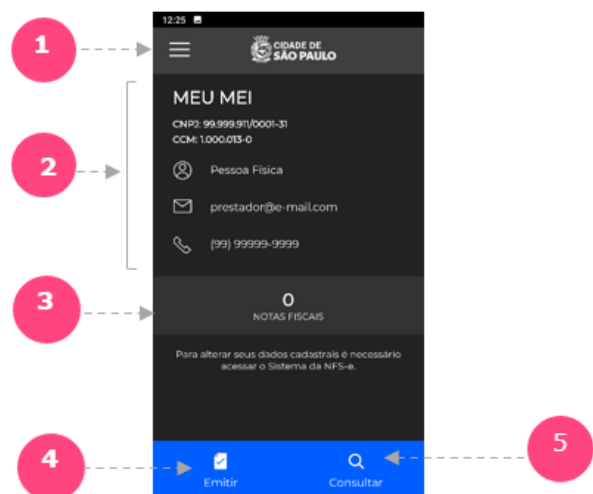 12:25
1
CIDADE DE
SÃO PAULO
MEU MEI
CNPJ: 99.999.911/0001-31
CCM: 1.000.013-0
2
Pessoa Física
prestador@e-mail.com
(99) 99999-9999
3
0
NOTAS FISCAIS
Para alterar seus dados cadastrais é necessário
acessar o Sistema da NFS-e.
4
5
Emitir
Consultar